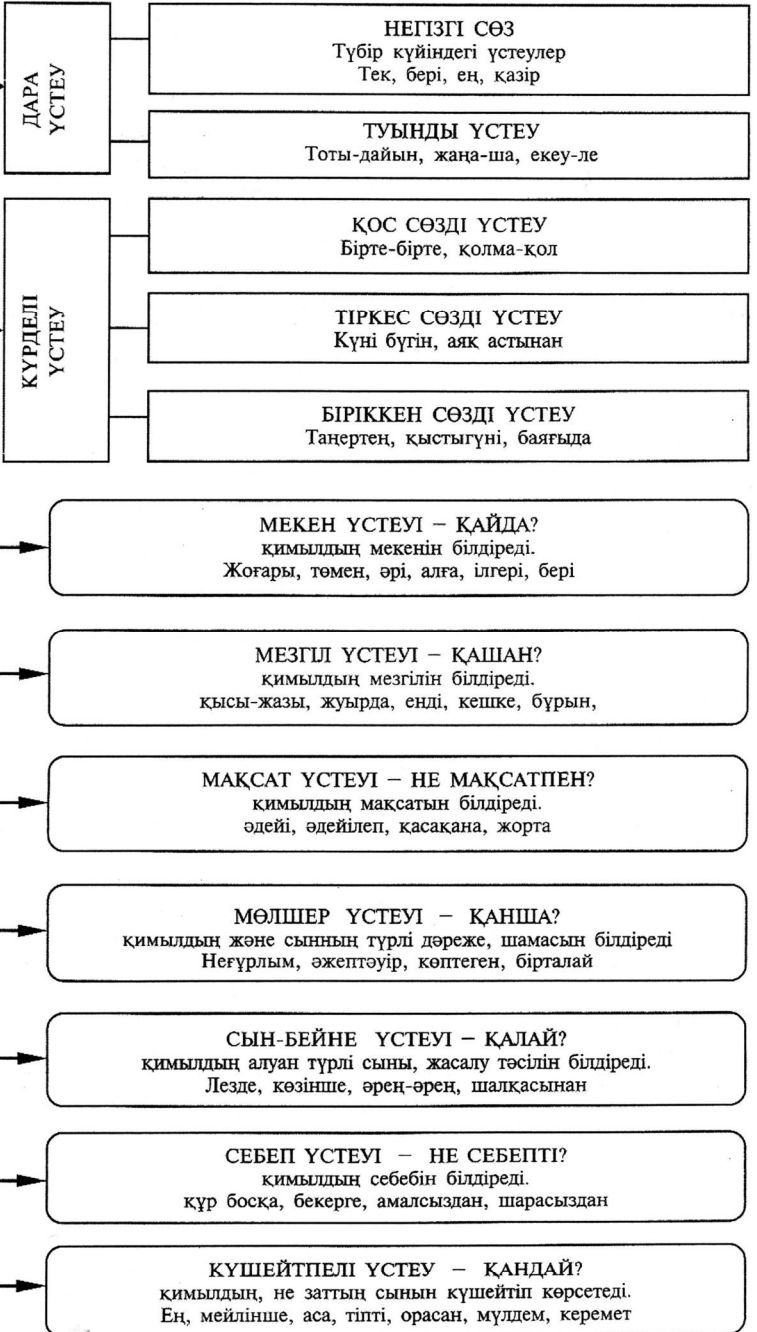 ДАРА
ҮСТЕУ
НЕГІЗГІ СӨЗ
Түбір күйіндегі үстеулер
Тек, бері, ең, қазір
ТУЫНДЫ ҮСТЕУ
Тоты-дайын, жаңа-ша, екеу-ле
КҮРДЕЛІ
ҮСТЕУ
ҚОС СӨЗДІ ҮСТЕУ
Бірте-бірте, қолма-қол
ТІРКЕС СӨЗДІ ҮСТЕУ
Күні бүгін, аяқ астынан
БІРІККЕН СӨЗДІ ҮСТЕУ
Таңертең, қыстыгүні, баяғыда
МЕКЕН ҮСТЕУІ – ҚАЙДА?
қимылдың мекенін білдіреді.
Жоғары, төмен, әрі, алға, ілгері, бері
МЕЗГІЛ ҮСТЕУІ – ҚАШАН?
қимылдың мезгілін білдіреді.
қысы-жазы, жуырда, енді, кешке, бұрын,
МАҚСАТ ҮСТЕУІ – НЕ МАҚСАТПЕН?
қимылдың мақсатын білдіреді.
әдейі, әдейілеп, қасақана, жорта
МӨЛШЕР ҮСТЕУІ – ҚАНША?
қимылдың және сынның түрлі дәреже, шамасын білдіреді
Неғұрлым, әжептәуір, көптеген, бірталай
СЫН-БЕЙНЕ ҮСТЕУІ – ҚАЛАЙ?
қимылдың алуан түрлі сыны, жасалу тәсілін білдіреді.
Лезде, көзінше, әрең-әрең, шалқасынан
СЕБЕП ҮСТЕУІ – НЕ СЕБЕПТІ?
қимылдың себебін білдіреді.
құр босқа, бекерге, амалсыздан, шарасыздан
КҮШЕЙТПЕЛІ ҮСТЕУ – ҚАНДАЙ?
қимылдың, не заттың сынын күшейтіп көрсетеді.
Ең, мейлінше, аса, тіпті, орасан, мүлдем, керемет